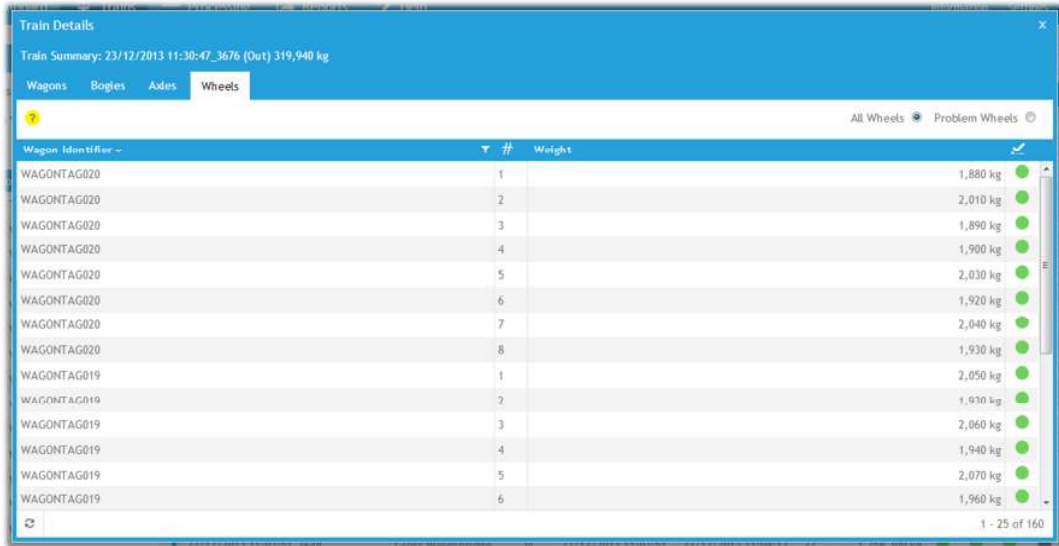 Trains
Processing
Reports
Train Details
x
Train Summary: 23/12/2013 11:30:47_3676 (Out) 319,940 kg
Wagons Bogies Axles Wheels
?
All Wheels Problem Wheels
Wagon Identifier # Weight
WAGONTAG020 1 1,880 kg
WAGONTAG020 2 2,010 kg
WAGONTAG020 3 1,890 kg
WAGONTAG020 4 1,900 kg
WAGONTAG020 5 2,030 kg
WAGONTAG020 6 1,920 kg
WAGONTAG020 7 2,040 kg
WAGONTAG020 8 1,930 kg
WAGONTAG019 1 2,050 kg
WAGONTAG019 2 1,930 kg
WAGONTAG019 3 2,060 kg
WAGONTAG019 4 1,940 kg
WAGONTAG019 5 2,070 kg
WAGONTAG019 6 1,960 kg
1 - 25 of 160